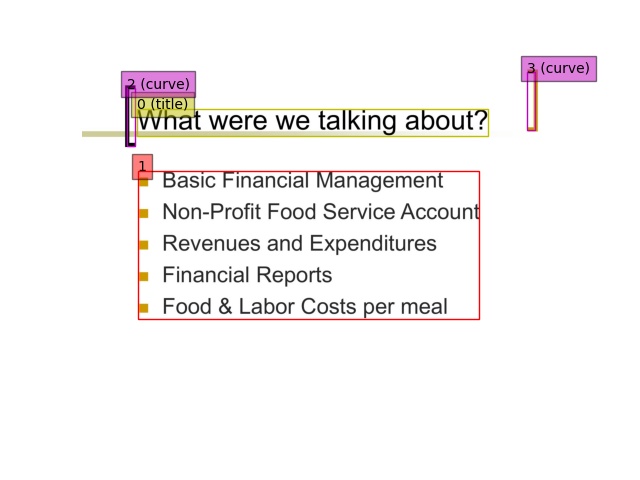 2 (curve)
3 (curve)
0 (title)
What were we talking about?
1
Basic Financial Management
Non-Profit Food Service Account
Revenues and Expenditures
Financial Reports
Food & Labor Costs per meal